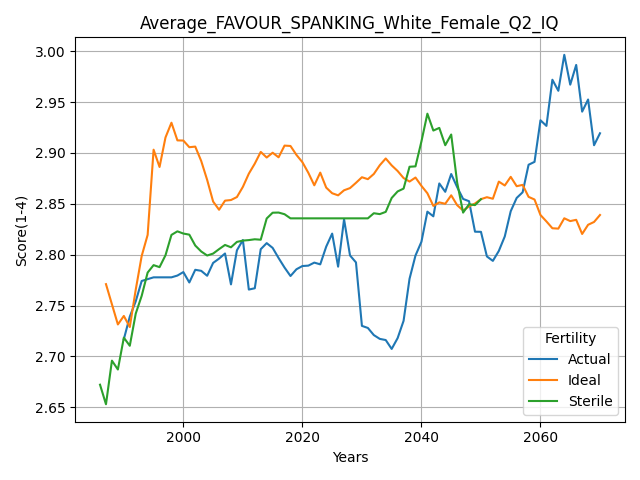 Average_FAVOUR_SPANKING_White_Female_Q2_IQ
Score(1-4)
3.00
2.95
2.90
2.85
2.80
2.75
2.70
2.65
2000
2020
2040
2060
Years
Fertility
Actual
Ideal
Sterile